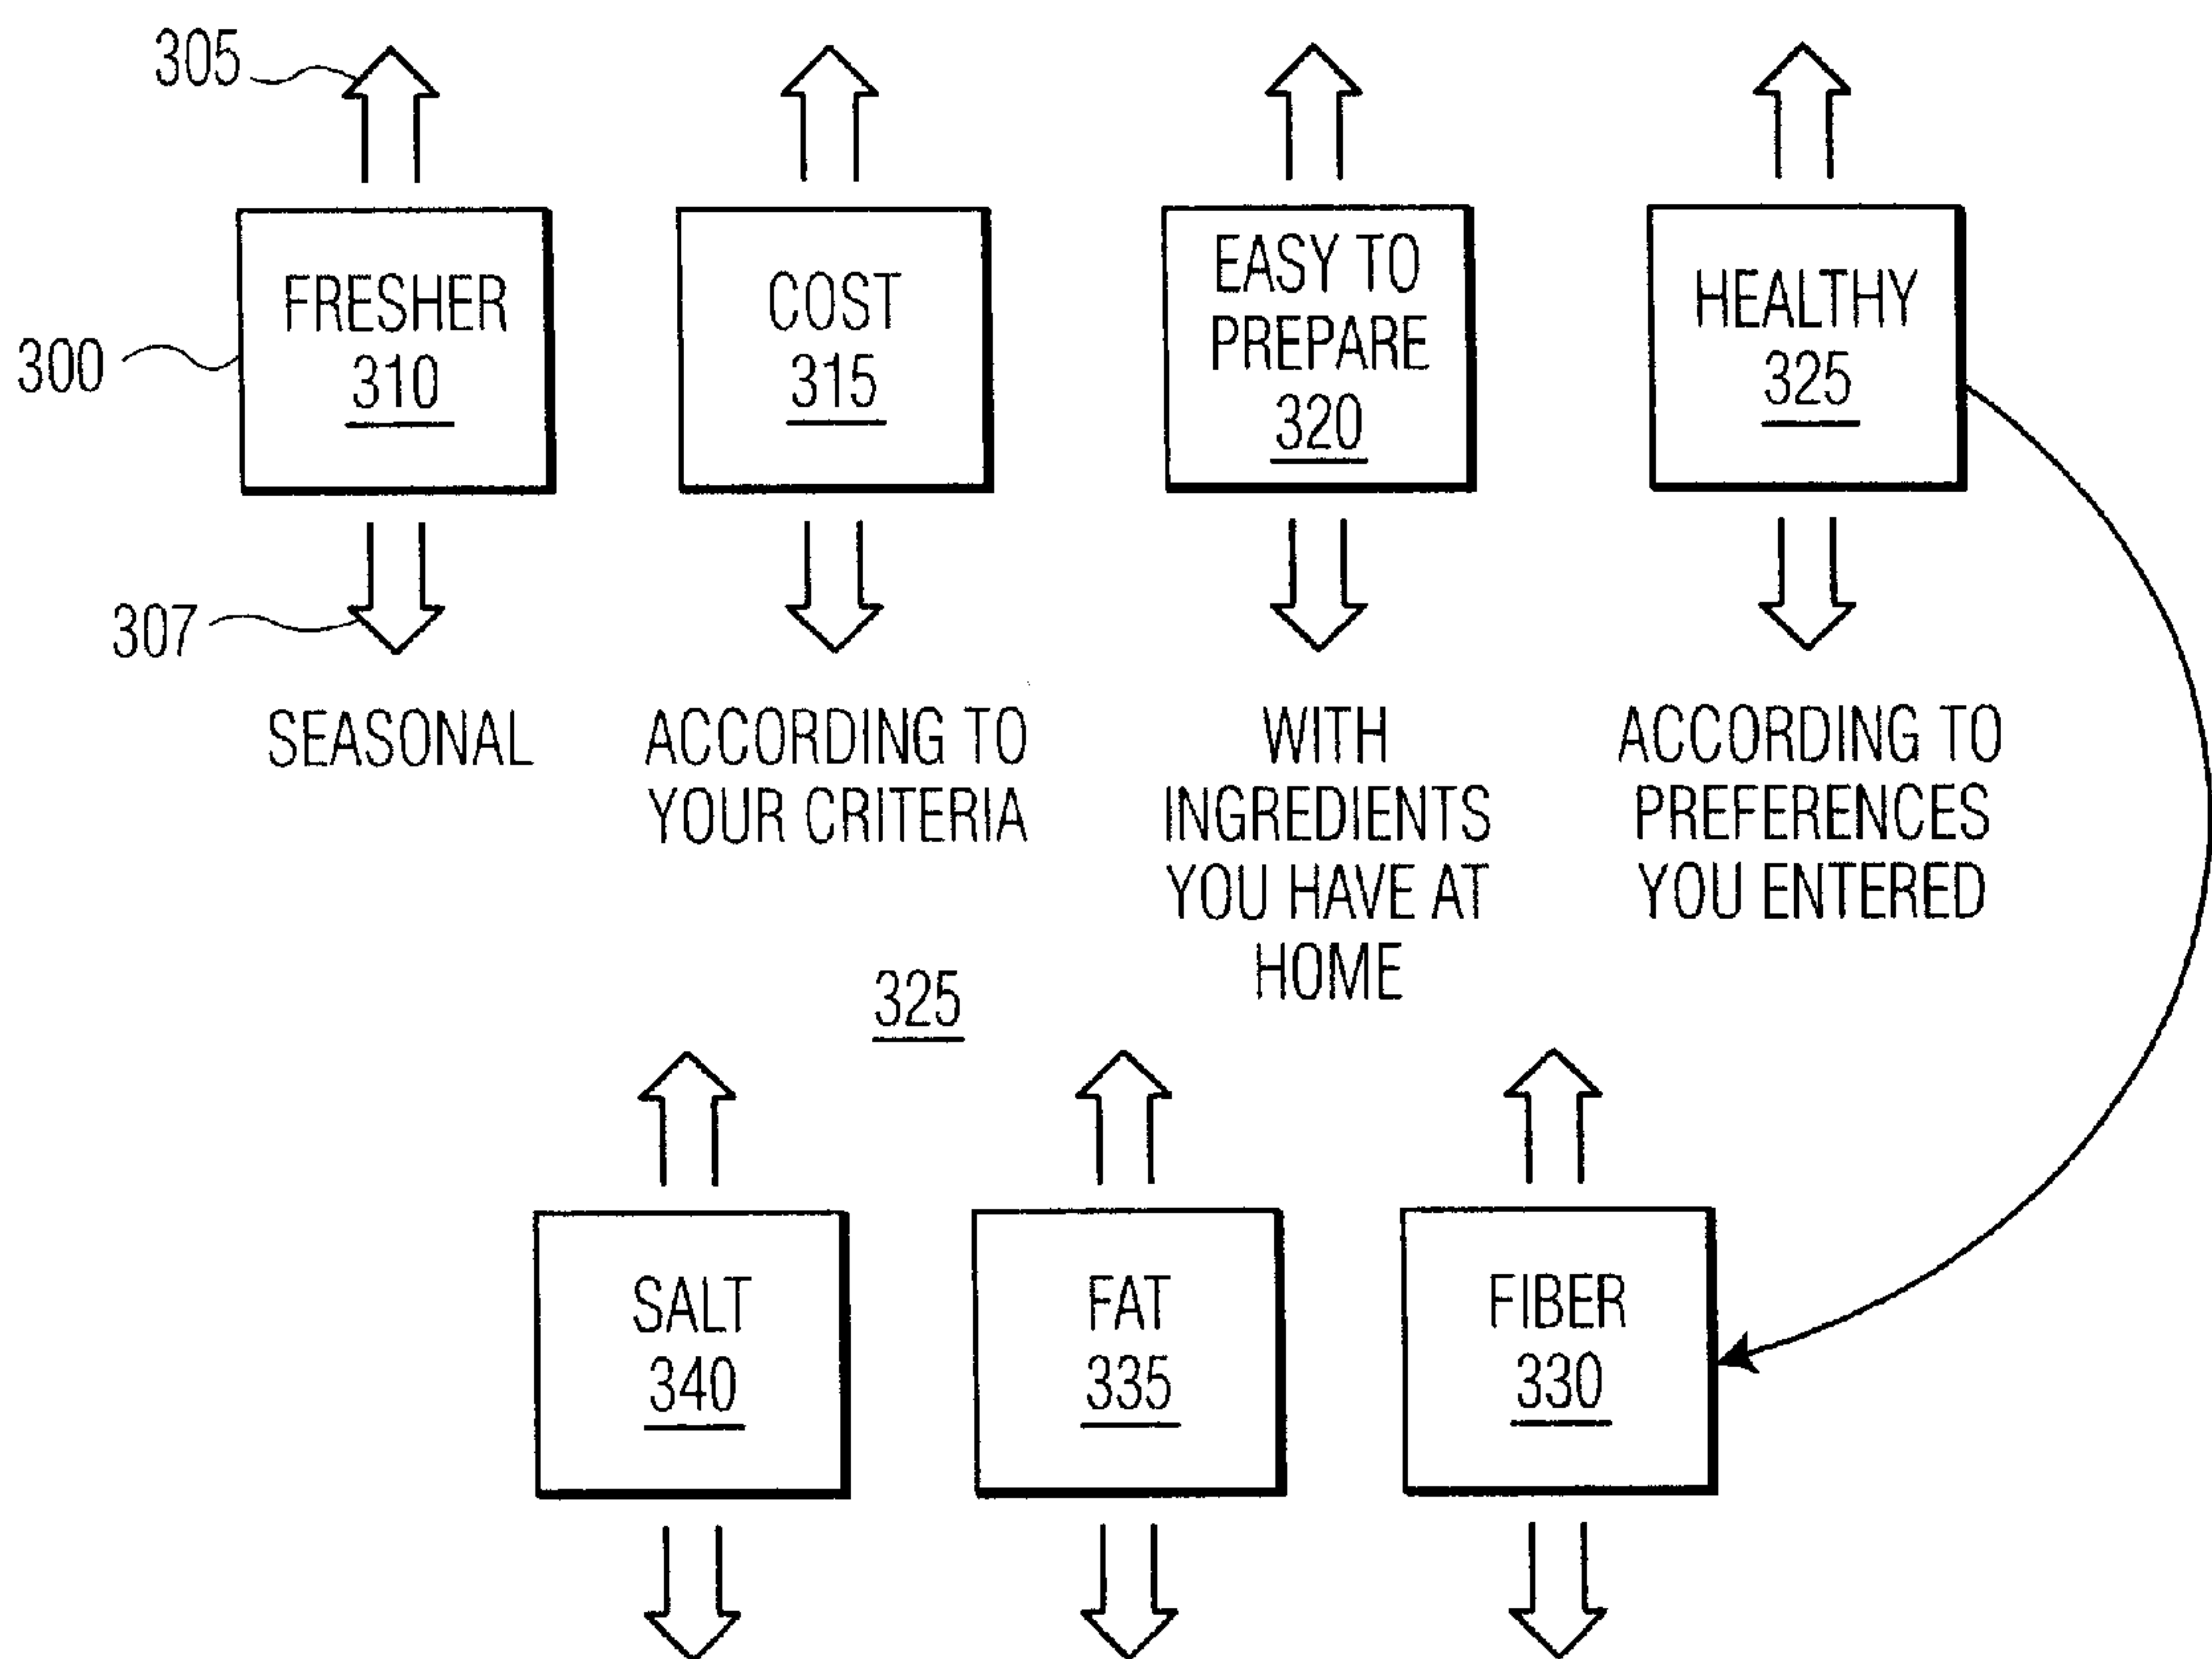 305
300
FRESHER
310
COST
315
EASY TO
PREPARE
320
HEALTHY
325
307
SEASONAL
ACCORDING TO
YOUR CRITERIA
WITH
INGREDIENTS
YOU HAVE AT
HOME
ACCORDING TO
PREFERENCES
YOU ENTERED
325
SALT
340
FAT
335
FIBER
330